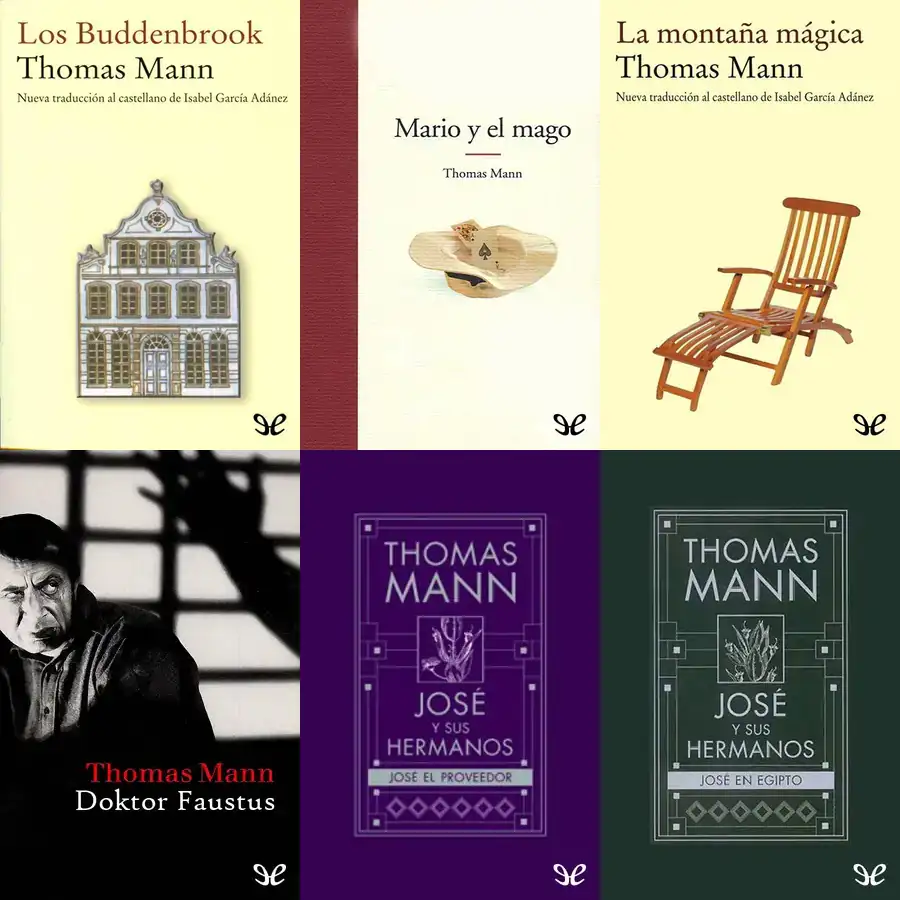 Los Buddenbrook
Thomas Mann
Nueva traducción al castellano de Isabel García Adánez
Mario y el mago
Thomas Mann
La montaña mágica
Thomas Mann
Nueva traducción al castellano de Isabel García Adánez
Thomas Mann
Doktor Faustus
THOMAS
MANN
JOSÉ
Y SUS
HERMANOS
JOSÉ EL PROVEEDOR
THOMAS
MANN
JOSÉ
Y SUS
HERMANOS
JOSÉ EN EGIPTO